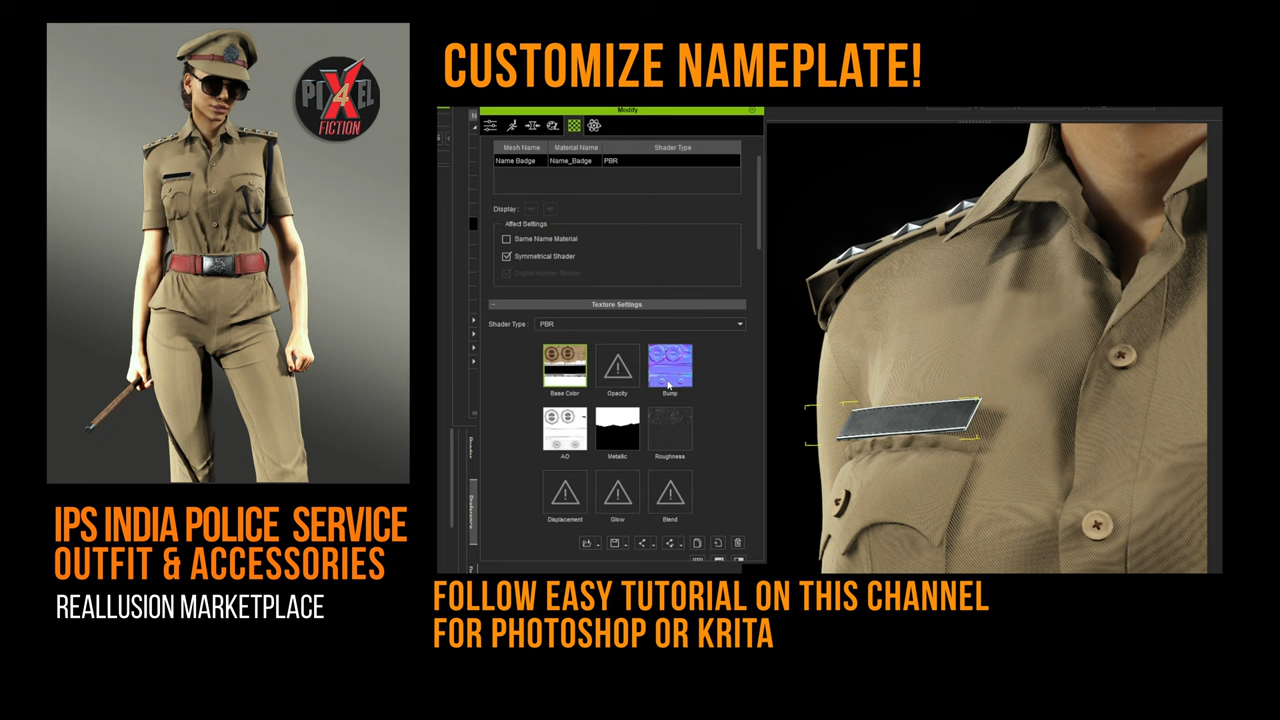 PIXEL
4
FICTION
IPS INDIA POLICE SERVICE
OUTFIT & ACCESSORIES
REALLUSION MARKETPLACE
CUSTOMIZE NAMEPLATE!
Modify
Mesh Name Material Name Shader Type
Name Badge Name_Badge PBR
Display :
Affect Settings
Same Name Material
Symmetrical Shader
Digital Human Shader
Texture Settings
Shader Type : PBR
Base Color Opacity Bump
AO Metallic Roughness
Displacement Glow Blend
FOLLOW EASY TUTORIAL ON THIS CHANNEL
FOR PHOTOSHOP OR KRITA